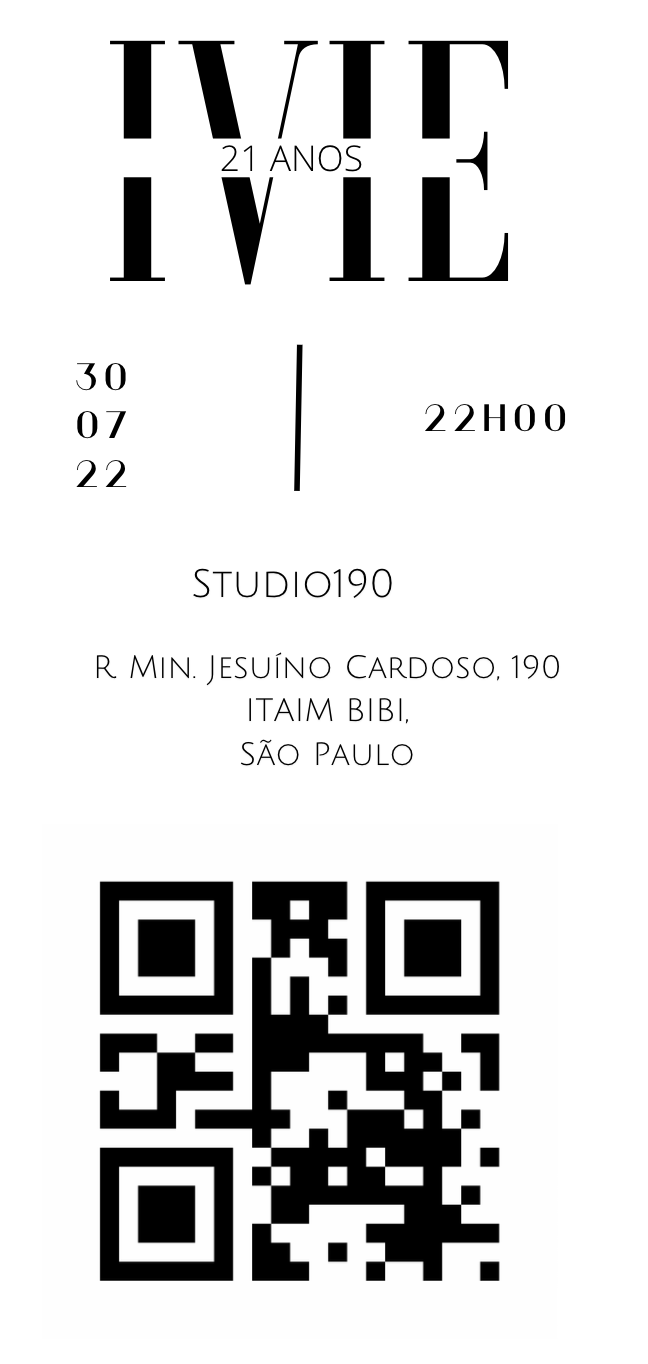 IVIE
21 ANOS
30
07
22
22H00
Studio190
R. Min. Jesuíno Cardoso, 190
ITAIM BIBI,
São Paulo